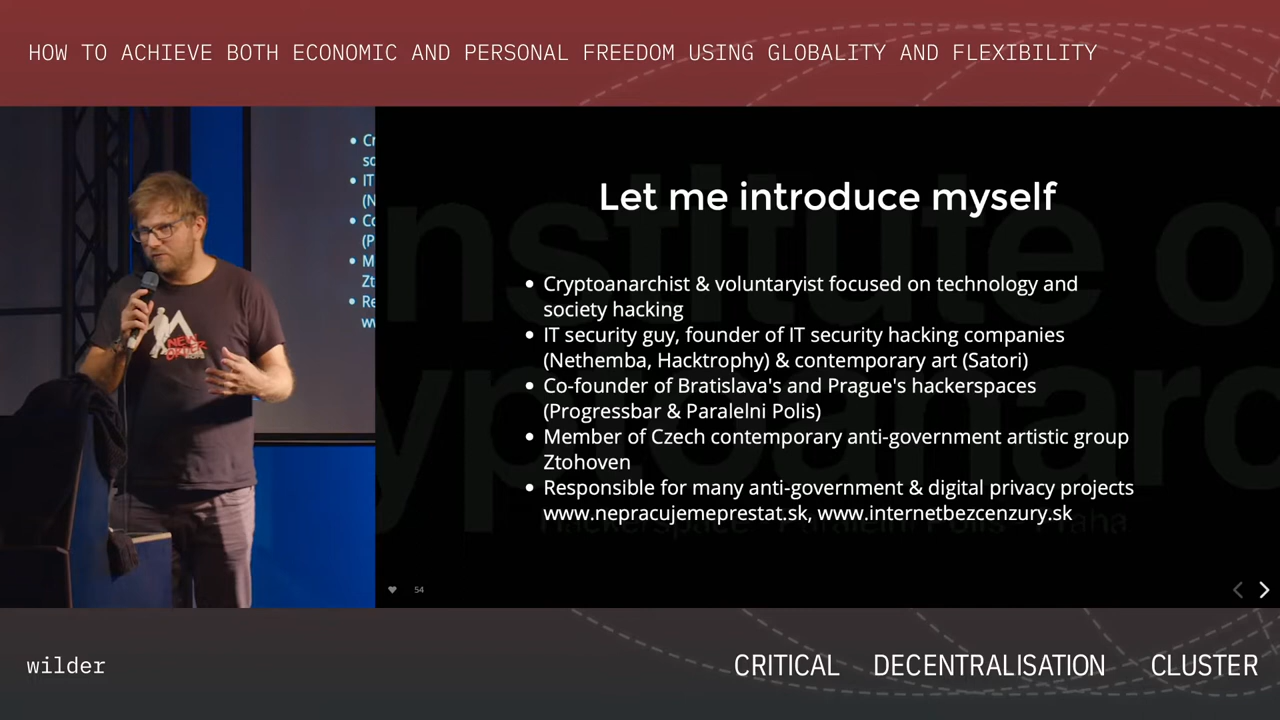 HOW TO ACHIEVE BOTH ECONOMIC AND PERSONAL FREEDOM USING GLOBALITY AND FLEXIBILITY
Let me introduce myself
• Cryptoanarchist & voluntaryist focused on technology and
society hacking
• IT security guy, founder of IT security hacking companies
(Nethemba, Hacktrophy) & contemporary art (Satori)
• Co-founder of Bratislava's and Prague's hackerspaces
(Progressbar & Paralelni Polis)
• Member of Czech contemporary anti-government artistic group
Ztohoven
• Responsible for many anti-government & digital privacy projects
www.nepracujemeprestat.sk, www.internetbezcenzury.sk
54
NEW
ORDER
wilder
CRITICAL DECENTRALISATION CLUSTER